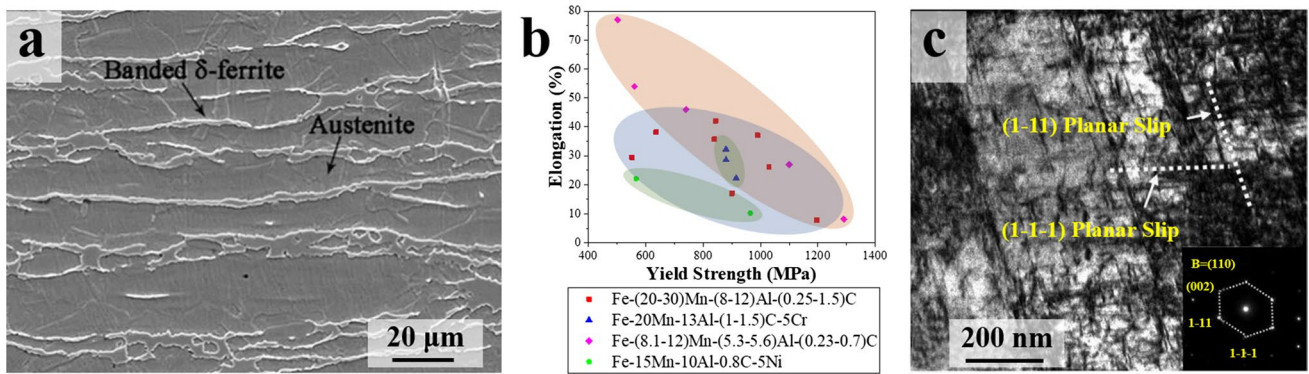 a
Banded δ-ferrite
Austenite
20 μm
b
Elongation (%)
80
70
60
50
40
30
20
10
0
400
600
800
1000
1200
1400
Yield Strength (MPa)
Fe-(20-30)Mn-(8-12)Al-(0.25-1.5)C
Fe-20Mn-13Al-(1-1.5)C-5Cr
Fe-(8.1-12)Mn-(5.3-5.6)Al-(0.23-0.7)C
Fe-15Mn-10Al-0.8C-5Ni
c
(1-11) Planar Slip
(1-1-1) Planar Slip
200 nm
B=(110)
(002)
1-11
1-1-1